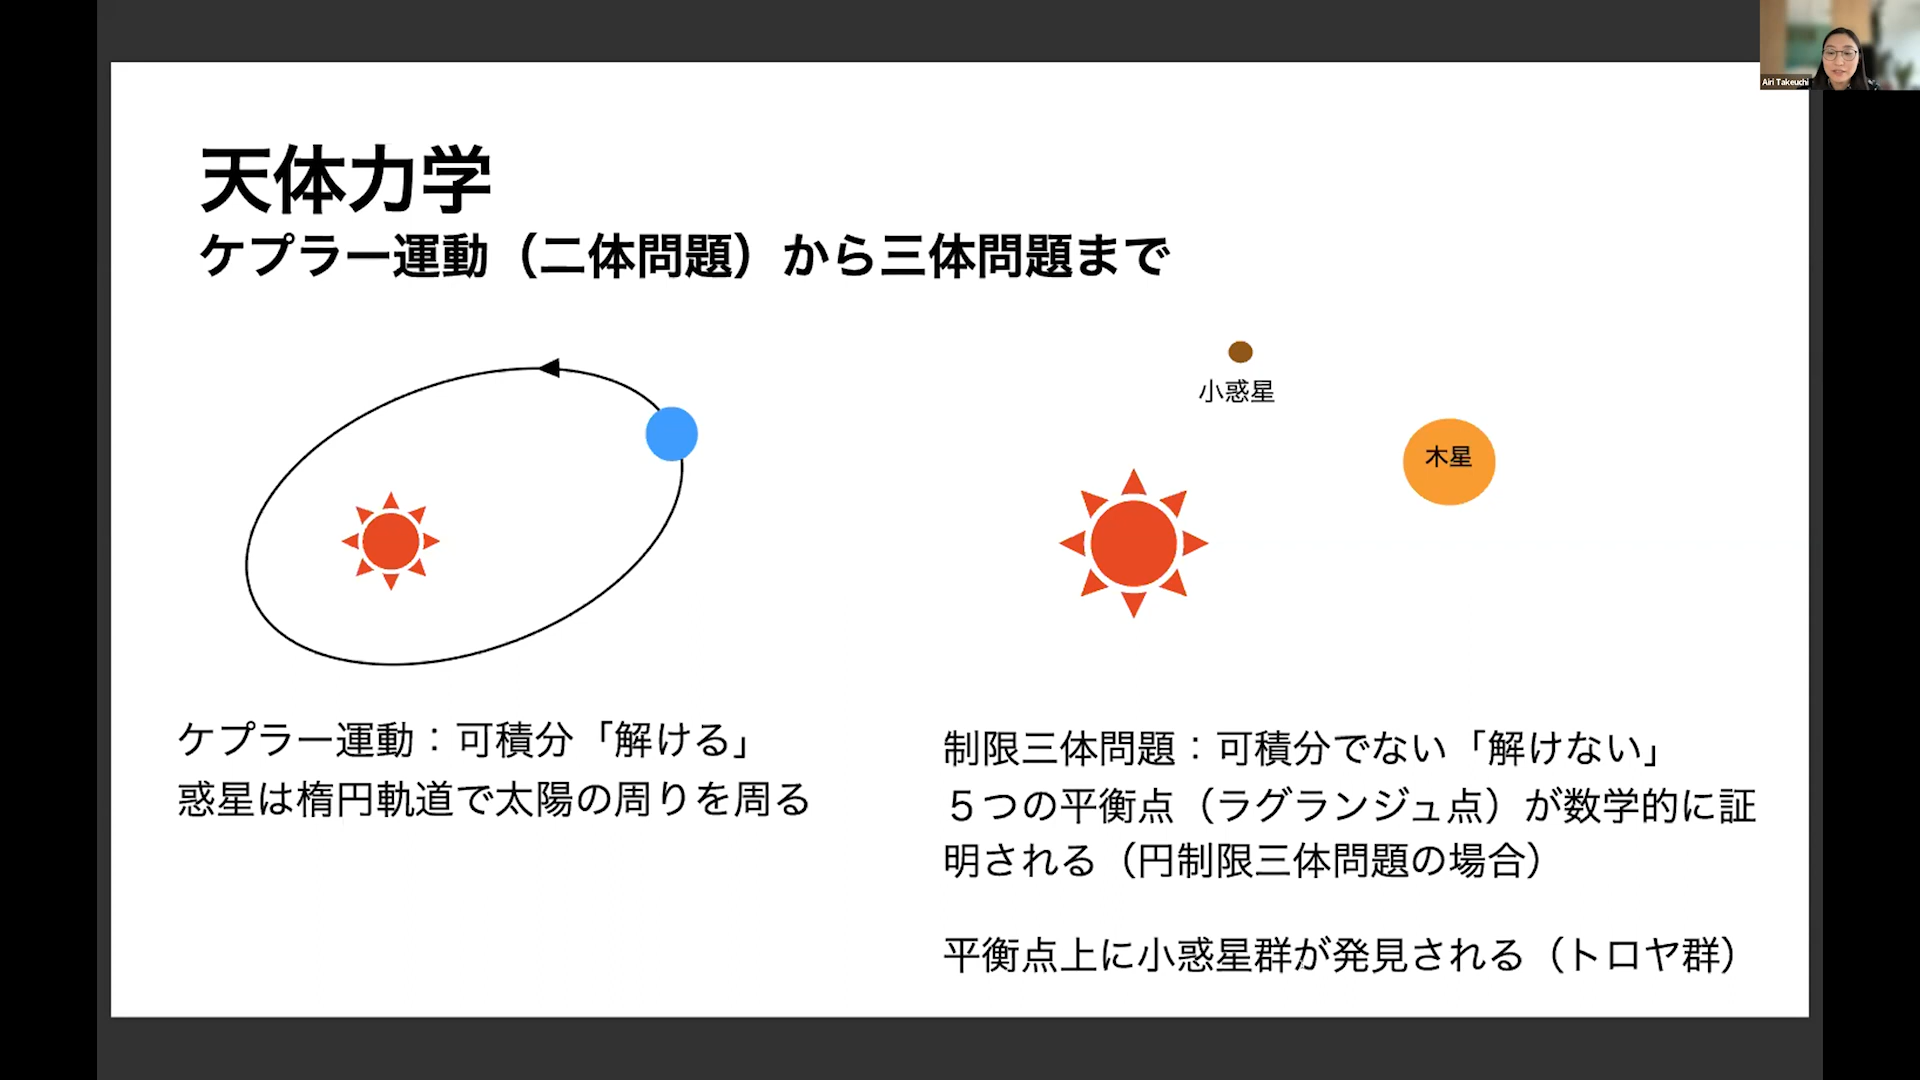 Airi Takeuchi
天体力学
ケプラー運動（二体問題）から三体問題まで
小惑星
木星
ケプラー運動：可積分「解ける」
惑星は楕円軌道で太陽の周りを周る
制限三体問題：可積分でない「解けない」
５つの平衡点（ラグランジュ点）が数学的に証
明される（円制限三体問題の場合）
平衡点上に小惑星群が発見される（トロヤ群）